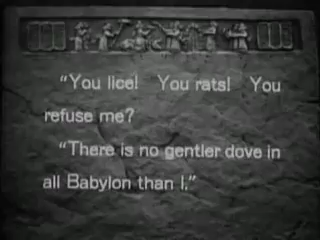 "You lice! You rats! You
refuse me?
"There is no gentler dove in
all Babylon than I."